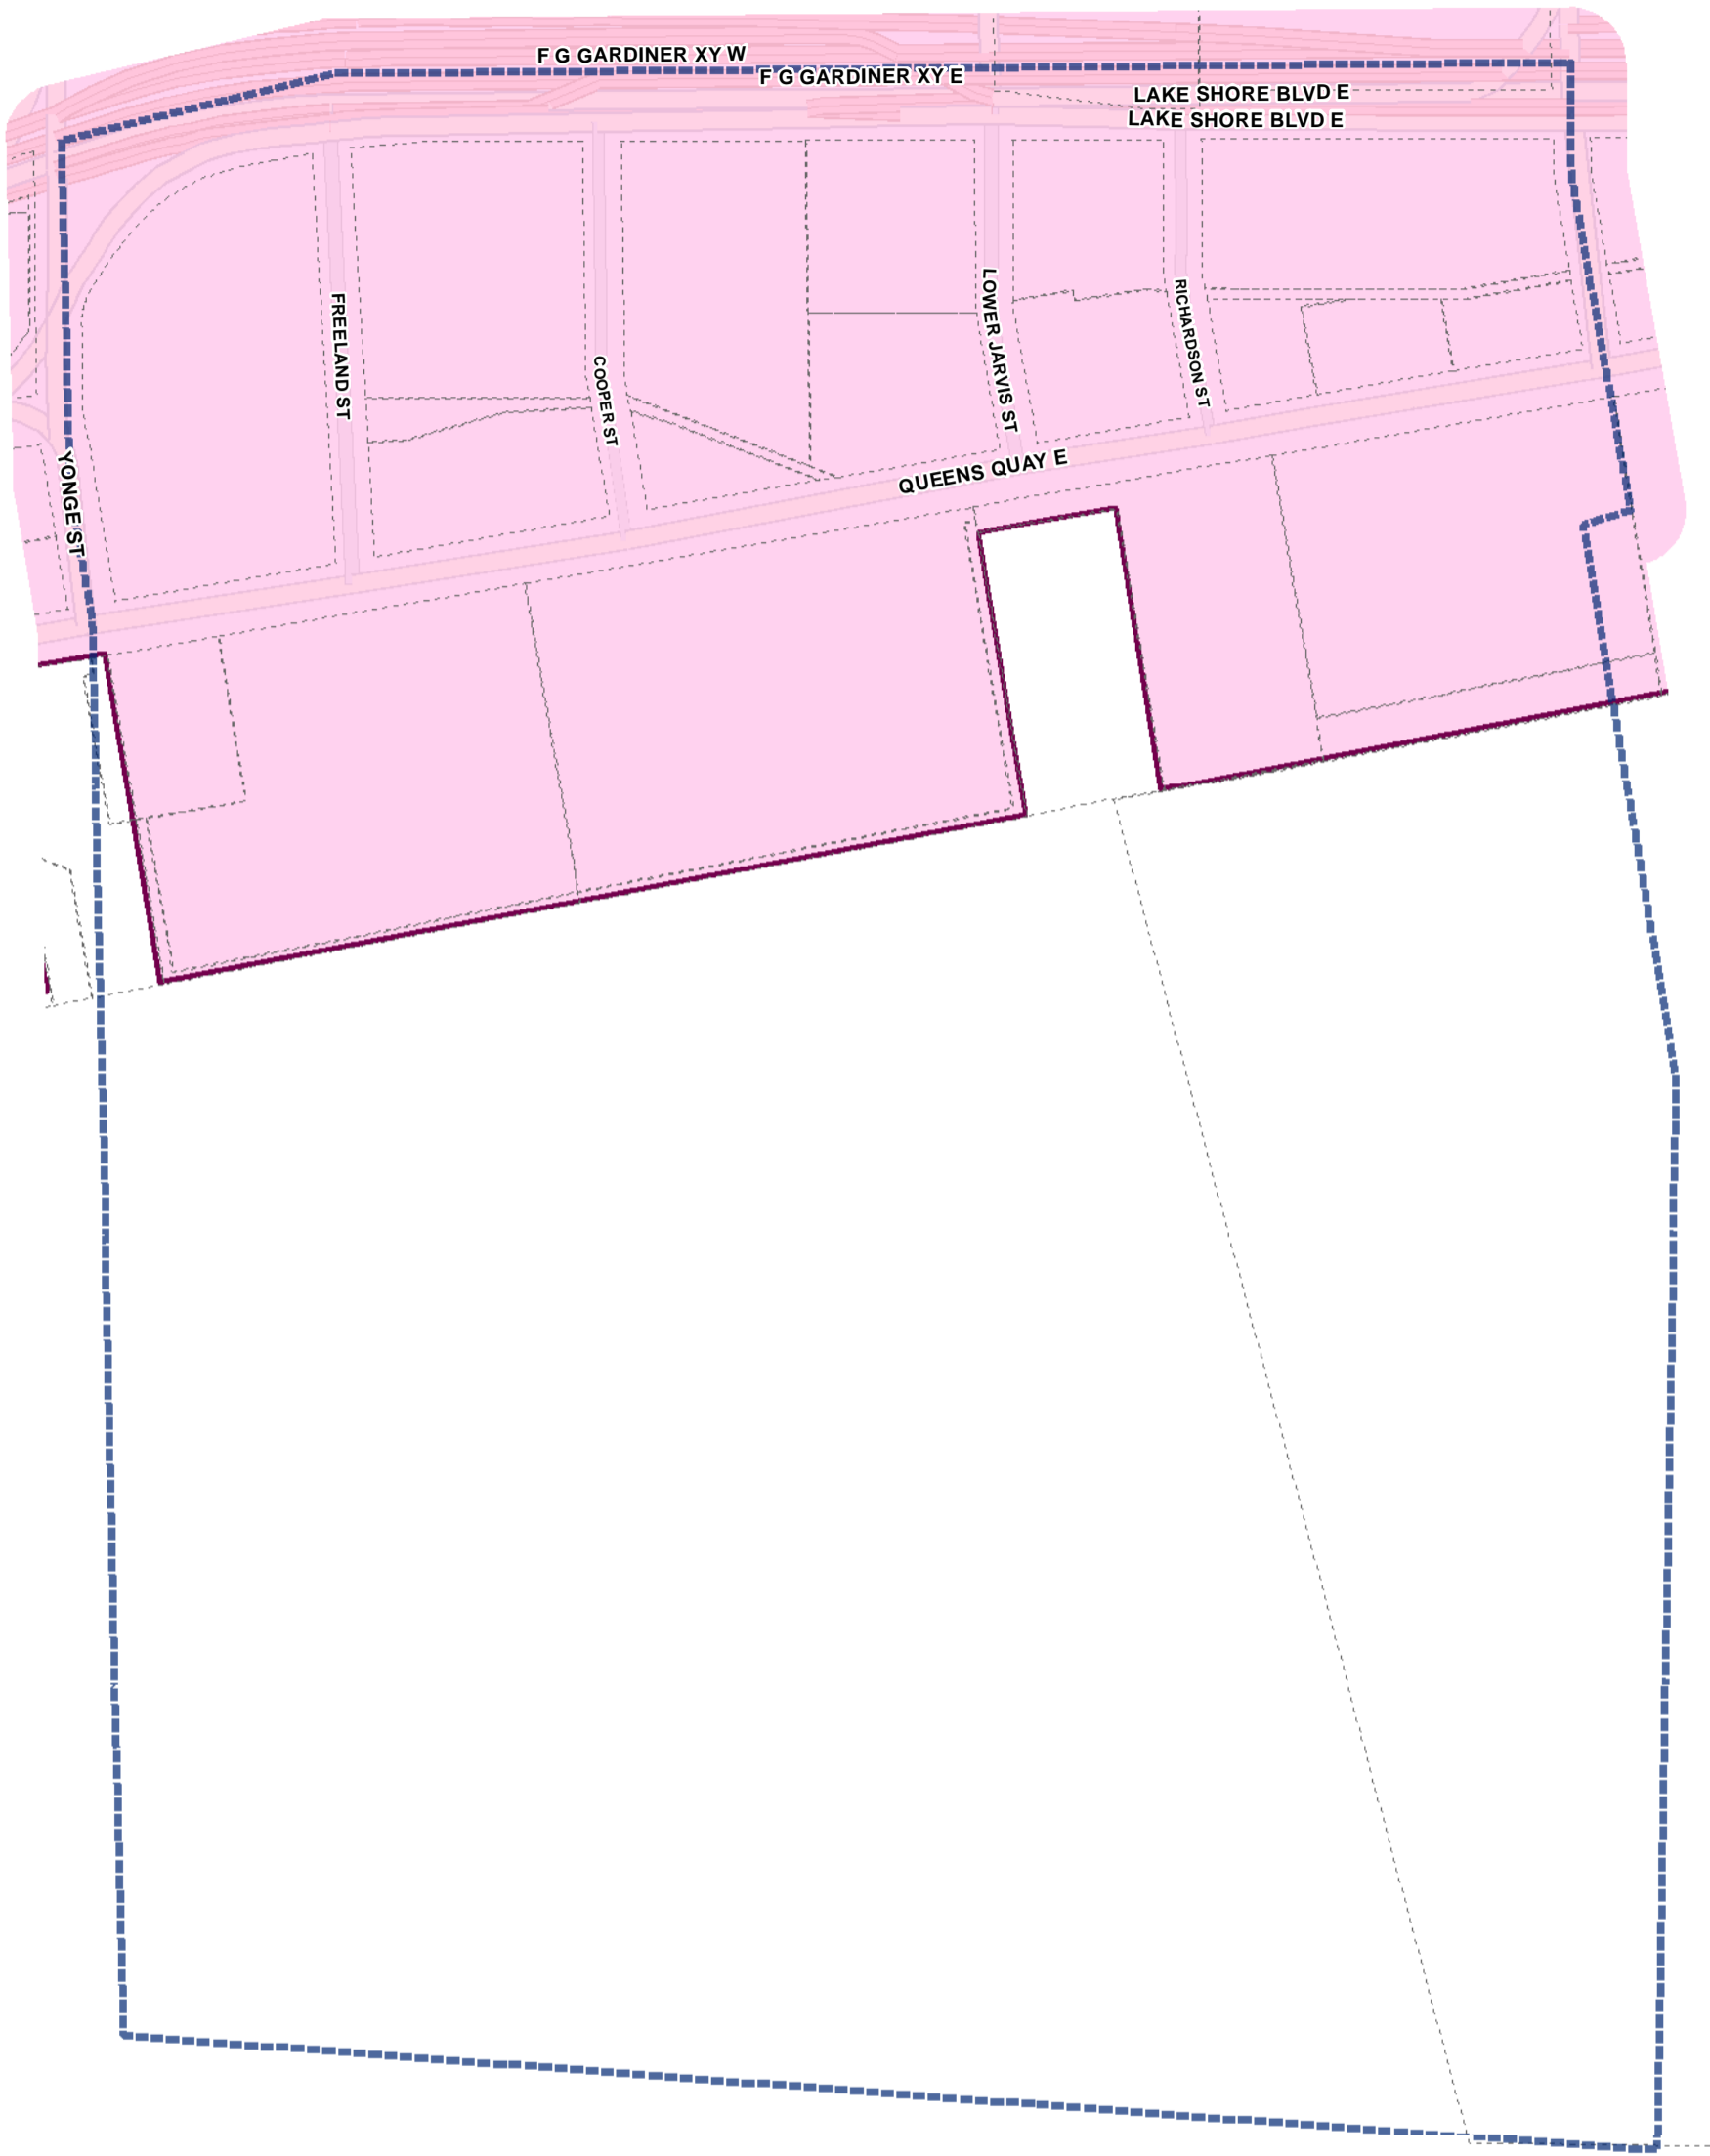 F G GARDINER XY W
F G GARDINER XY E
LAKE SHORE BLVD E
LAKE SHORE BLVD E
FREELAND ST
COOPER ST
LOWER JARVIS ST
RICHARDSON ST
YONGE ST
QUEENS QUAY E